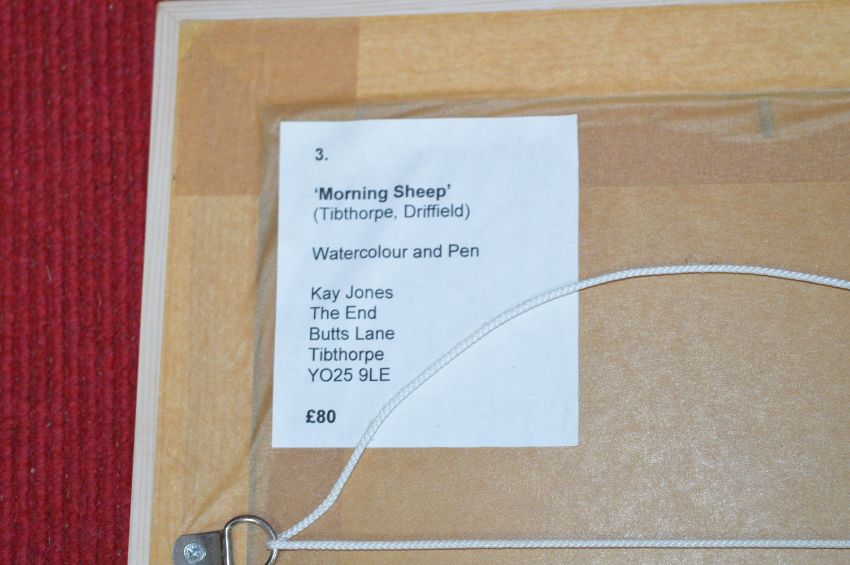 3.
‘Morning Sheep’
(Tibthorpe, Driffield)
Watercolour and Pen
Kay Jones
The End
Butts Lane
Tibthorpe
YO25 9LE
£80